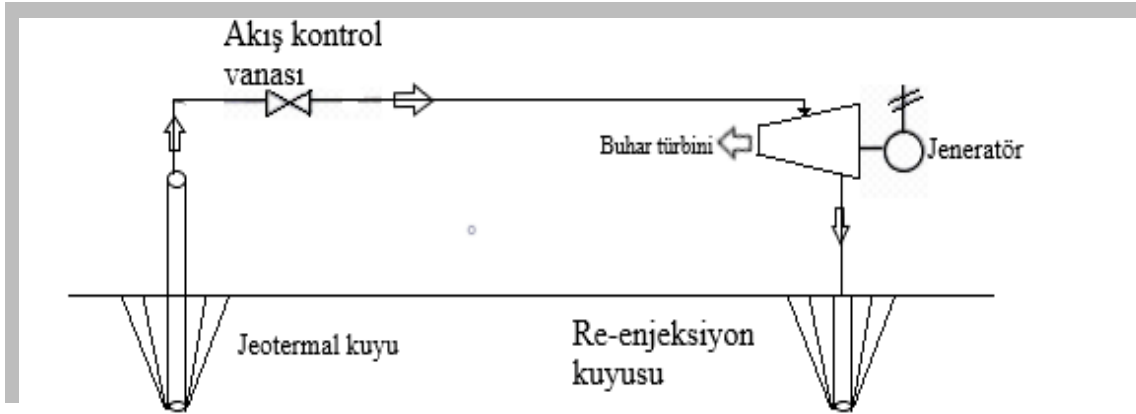 Akış kontrol
vanası
Buhar türbini
Jeneratör
Jeotermal kuyu
Re-enjeksiyon
kuyusu